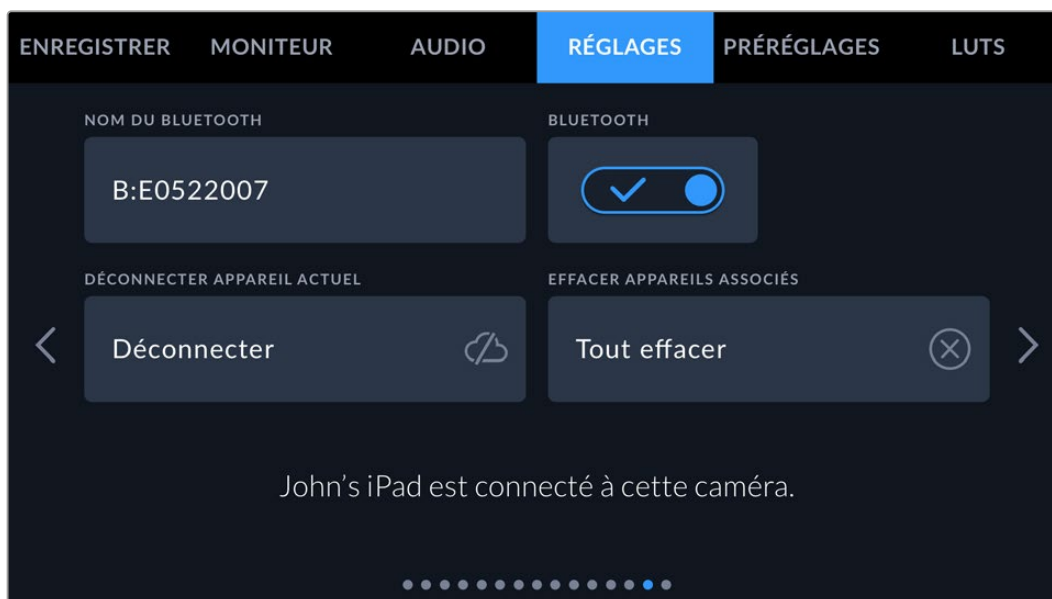 ENREGISTRER MONITEUR AUDIO RÉGLAGES PRÉRÉGLAGES LUTS
NOM DU BLUETOOTH BLUETOOTH
B:E0522007
DÉCONNECTER APPAREIL ACTUEL EFFACER APPAREILS ASSOCIÉS
Déconnecter Tout effacer
John’s iPad est connecté à cette caméra.